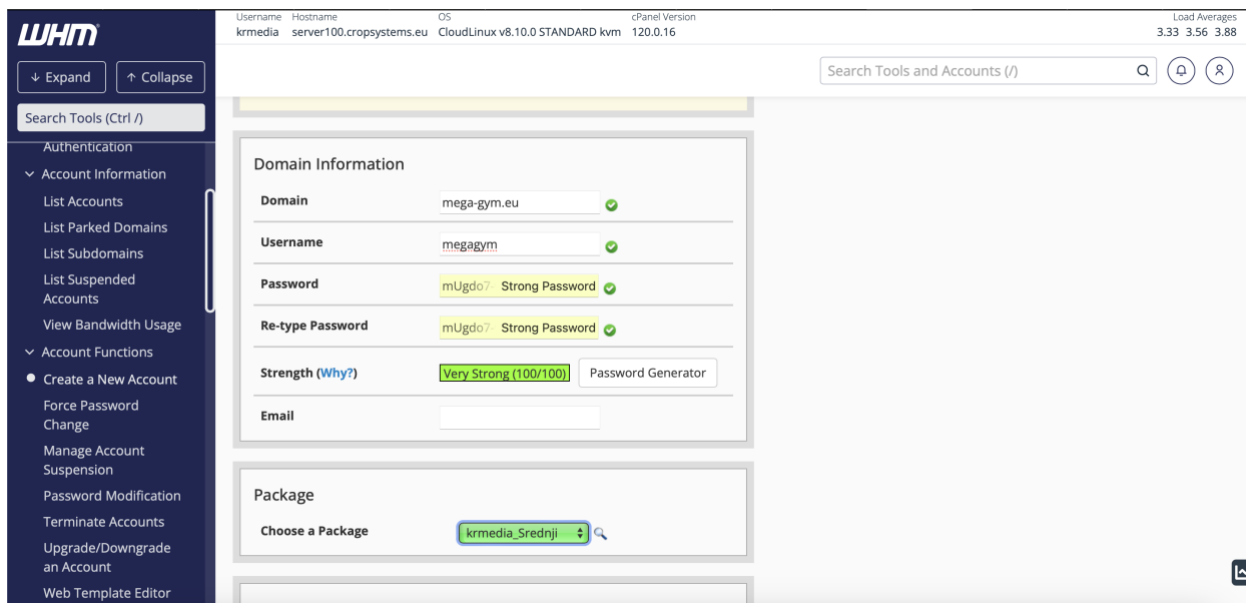 WHM
Username Hostname OS cPanel Version Load Averages
krmedia server100.cropsystems.eu CloudLinux v8.10.0 STANDARD kvm 120.0.16 3.33 3.56 3.88
↓ Expand ↑ Collapse
Search Tools and Accounts (/)
Search Tools (Ctrl /)
Authentication
Account Information
List Accounts
List Parked Domains
List Subdomains
List Suspended
Accounts
View Bandwidth Usage
Account Functions
Create a New Account
Force Password
Change
Manage Account
Suspension
Password Modification
Terminate Accounts
Upgrade/Downgrade
an Account
Web Template Editor
Domain Information
Domain mega-gym.eu
Username megagym
Password mUgdo7- Strong Password
Re-type Password mUgdo7 Strong Password
Strength (Why?) Very Strong (100/100) Password Generator
Email
Package
Choose a Package krmedia_Srednji